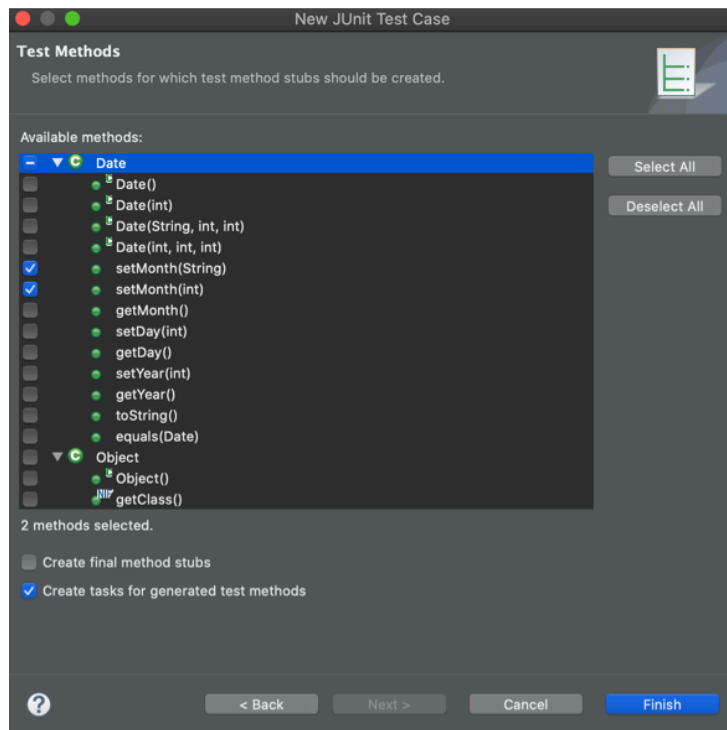 New JUnit Test Case
Test Methods
Select methods for which test method stubs should be created.
Available methods:
Date
Date()
Date(int)
Date(String, int, int)
Date(int, int, int)
setMonth(String)
setMonth(int)
getMonth()
setDay(int)
getDay()
setYear(int)
getYear()
toString()
equals(Date)
Object
Object()
getClass()
Select All
Deselect All
2 methods selected.
Create final method stubs
Create tasks for generated test methods
? < Back Next > Cancel Finish